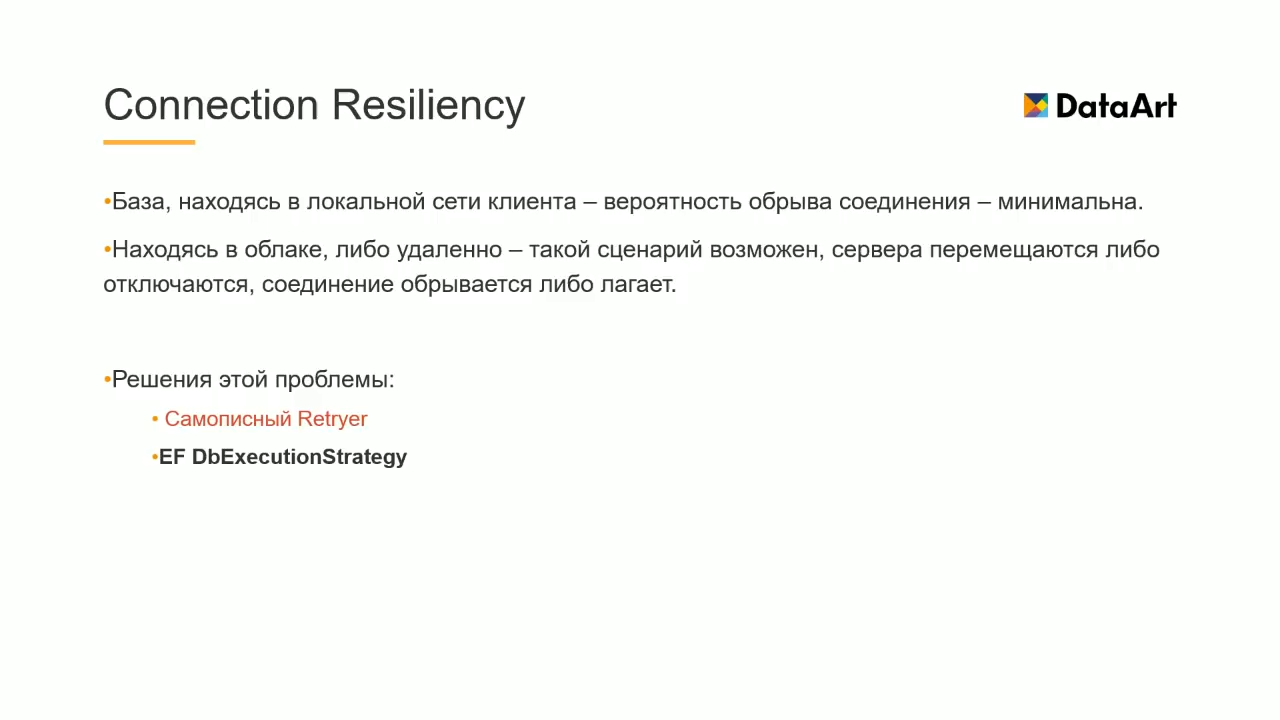 Connection Resiliency
DataArt
•База, находясь в локальной сети клиента – вероятность обрыва соединения – минимальна.
•Находясь в облаке, либо удаленно – такой сценарий возможен, сервера перемещаются либо
отключаются, соединение обрывается либо лагает.
•Решения этой проблемы:
• Самописный Retryer
•EF DbExecutionStrategy